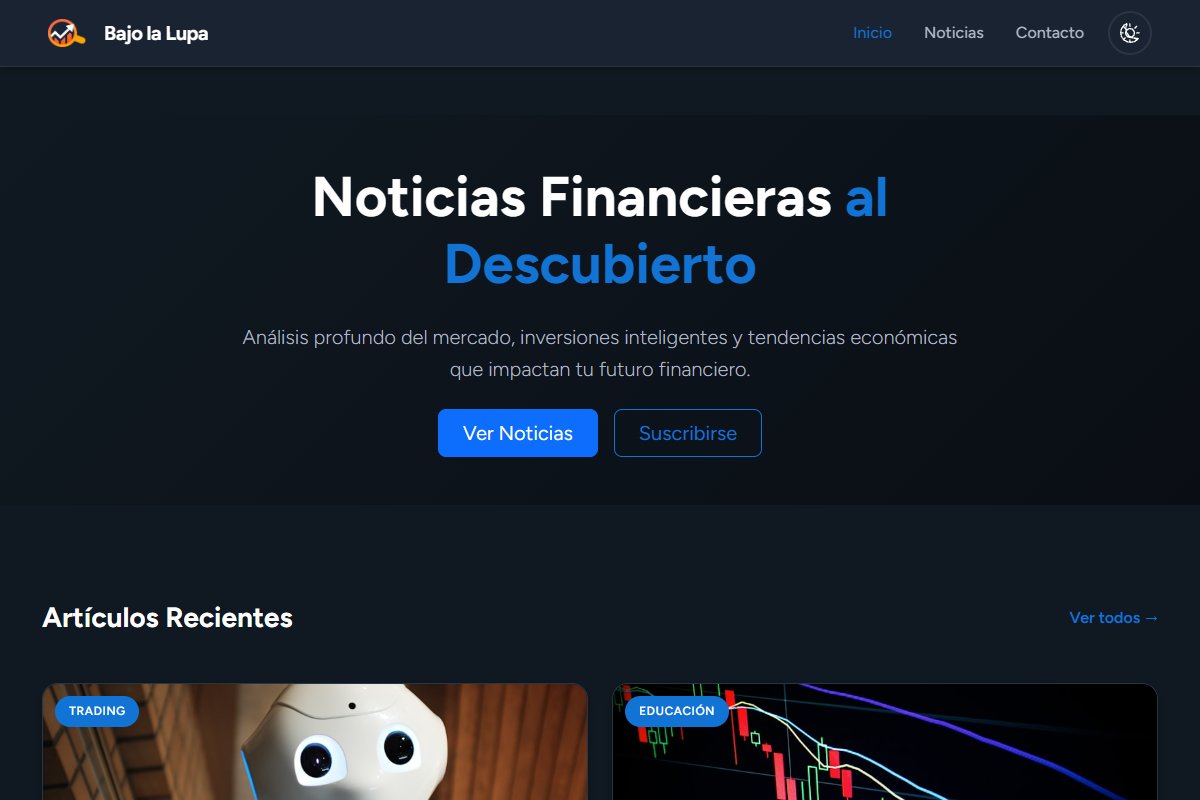 Bajo la Lupa
Inicio
Noticias
Contacto
Noticias Financieras al
Descubierto
Análisis profundo del mercado, inversiones inteligentes y tendencias económicas
que impactan tu futuro financiero.
Ver Noticias
Suscribirse
Artículos Recientes
Ver todos →
TRADING
EDUCACIÓN